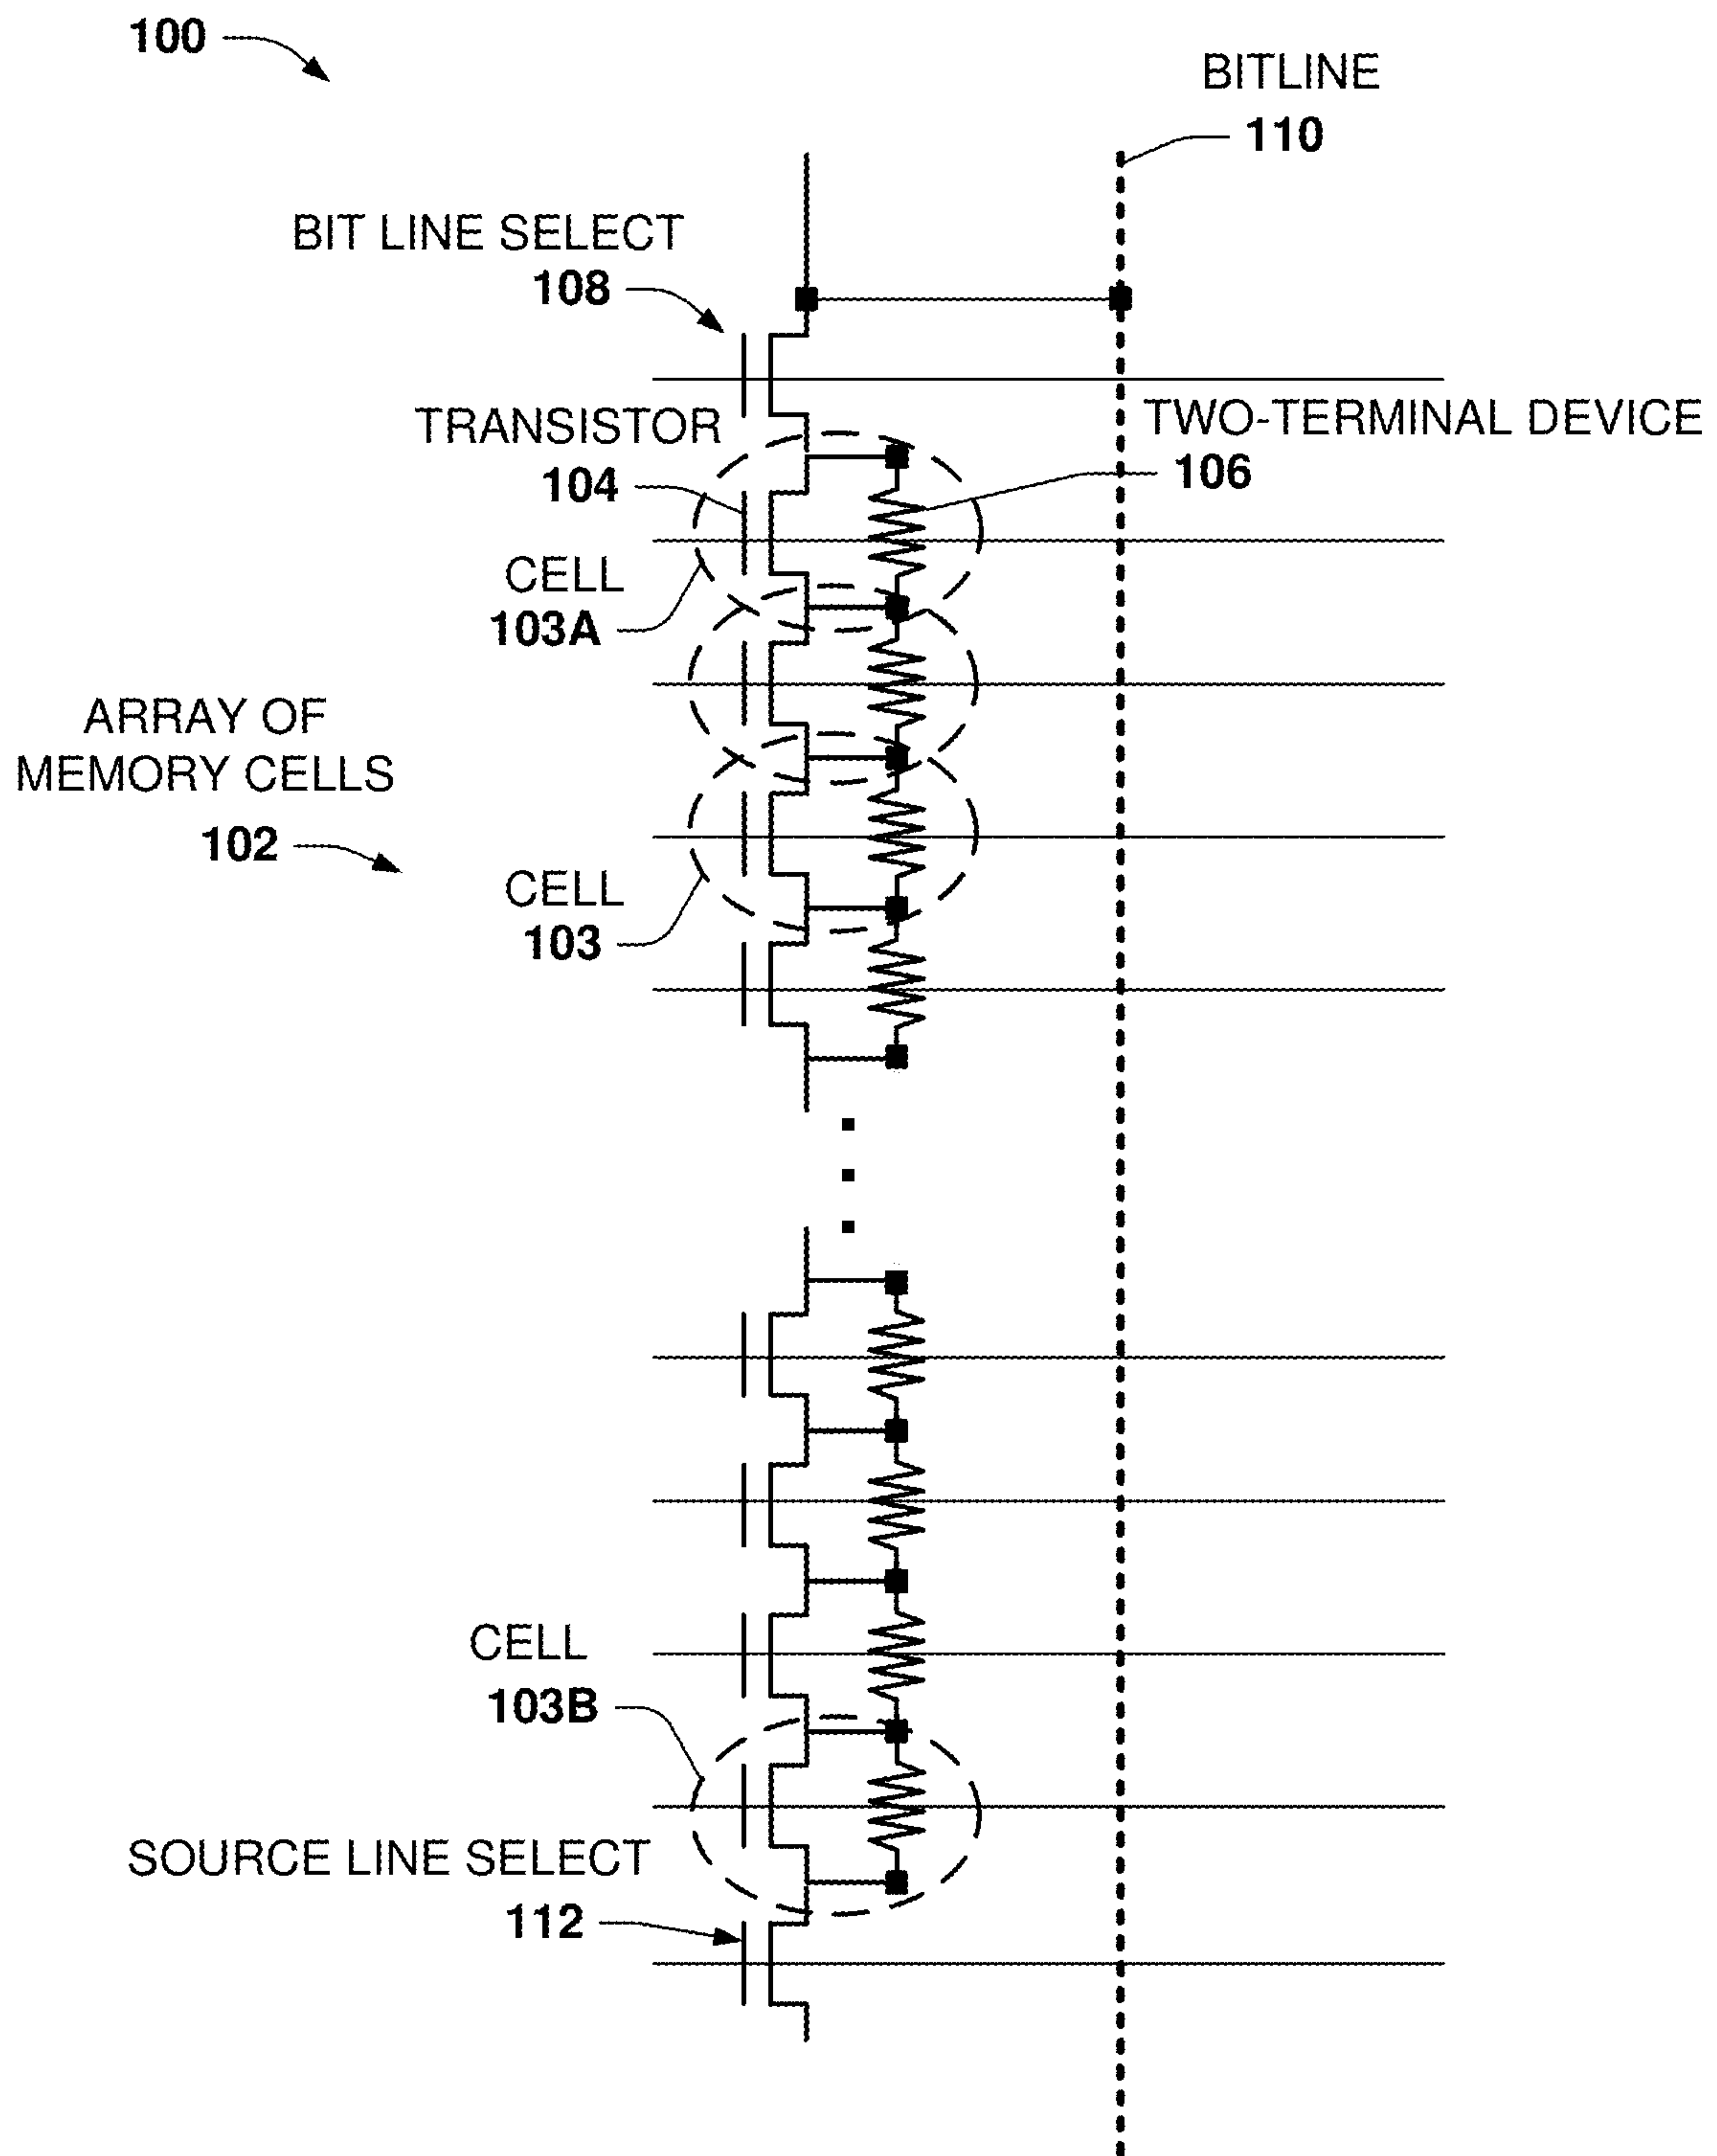 100
BITLINE
110
BIT LINE SELECT
108
TRANSISTOR
104
TWO-TERMINAL DEVICE
106
CELL
103A
ARRAY OF
MEMORY CELLS
102
CELL
103
CELL
103B
SOURCE LINE SELECT
112